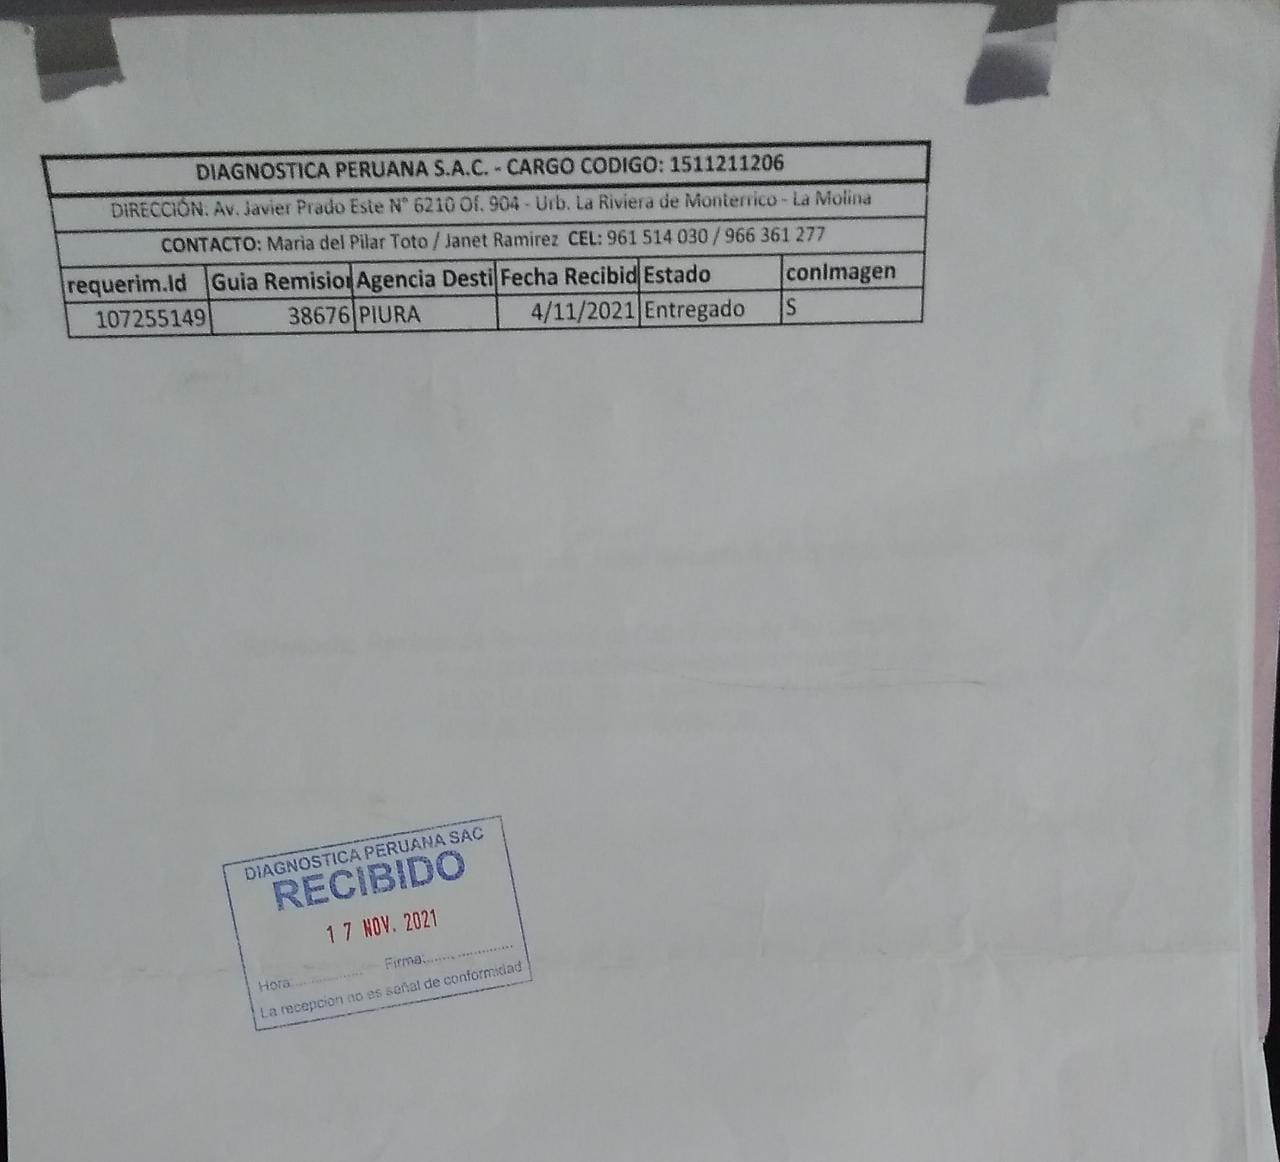 DIAGNOSTICA PERUANA S.A.C. - CARGO CODIGO: 1511211206
DIRECCIÓN: Av. Javier Prado Este N° 6210 Of. 904 - Urb. La Riviera de Monterrico - La Molina
CONTACTO: Maria del Pilar Toto / Janet Ramirez CEL: 961 514 030 / 966 361 277
requerim.Id Guia Remision Agencia Desti Fecha Recibid Estado conImagen
107255149 38676 PIURA 4/11/2021 Entregado S
DIAGNOSTICA PERUANA SAC
RECIBIDO
17 NOV. 2021
Hora:............... Firma:.....................
La recepcion no es señal de conformidad